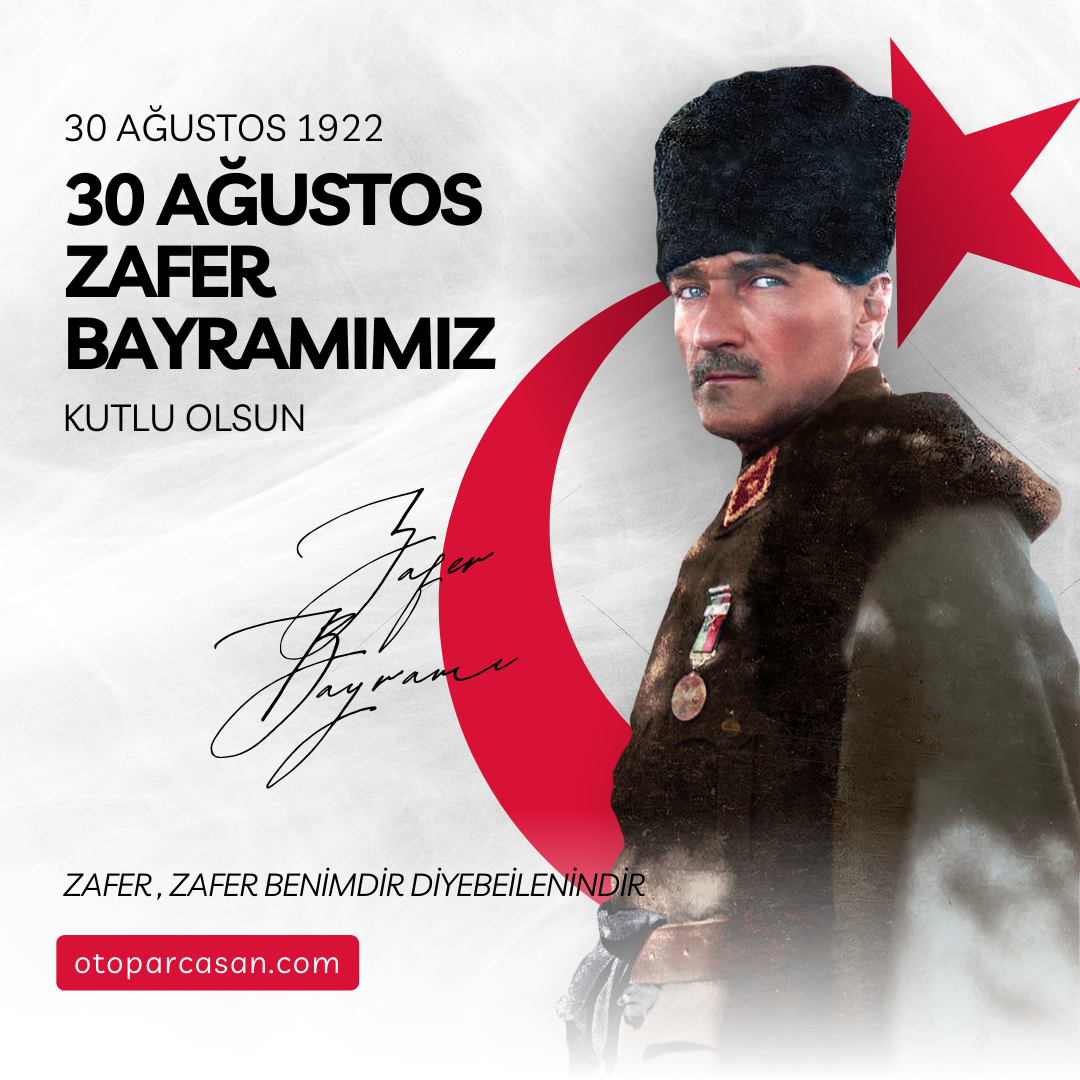 30 AĞUSTOS 1922
30 AĞUSTOS
ZAFER
BAYRAMIMIZ
KUTLU OLSUN
Zafer
Bayramı
ZAFER , ZAFER BENİMDİR DİYEBEİLENİNDİR
otoparcasan.com